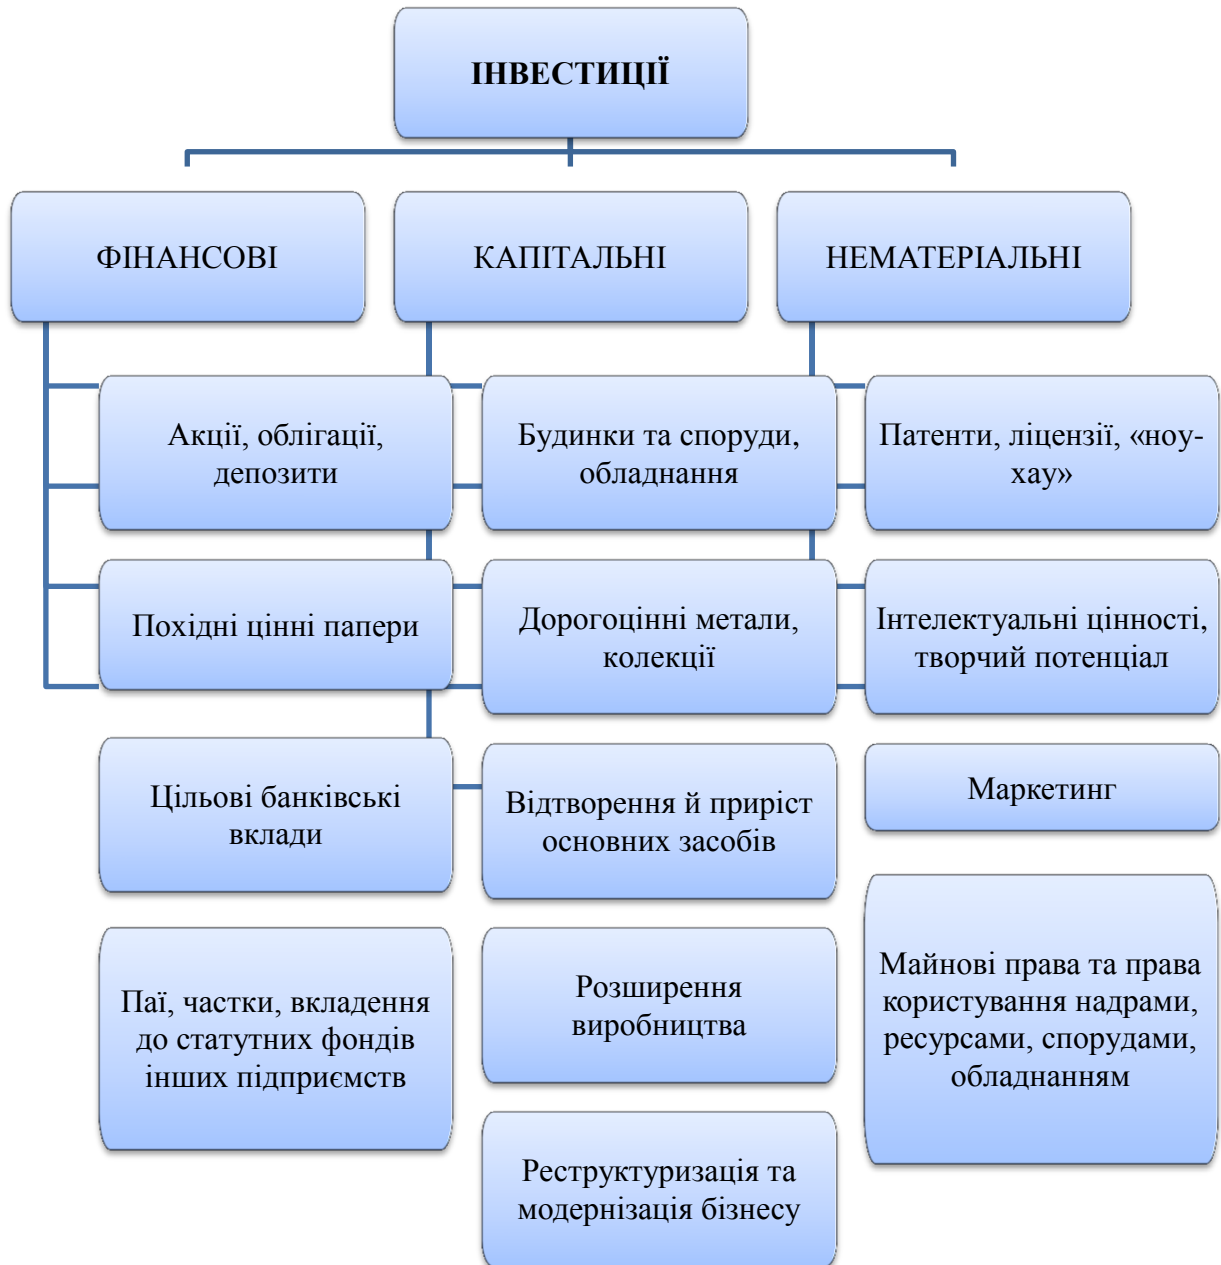 ІНВЕСТИЦІЇ
ФІНАНСОВІ
КАПІТАЛЬНІ
НЕМАТЕРІАЛЬНІ
Акції, облігації,
депозити
Будинки та споруди,
обладнання
Патенти, ліцензії, «ноу-
хау»
Похідні цінні папери
Дорогоцінні метали,
колекції
Інтелектуальні цінності,
творчий потенціал
Цільові банківські
вклади
Відтворення й приріст
основних засобів
Маркетинг
Паї, частки, вкладення
до статутних фондів
інших підприємств
Розширення
виробництва
Майнові права та права
користування надрами,
ресурсами, спорудами,
обладнанням
Реструктуризація та
модернізація бізнесу